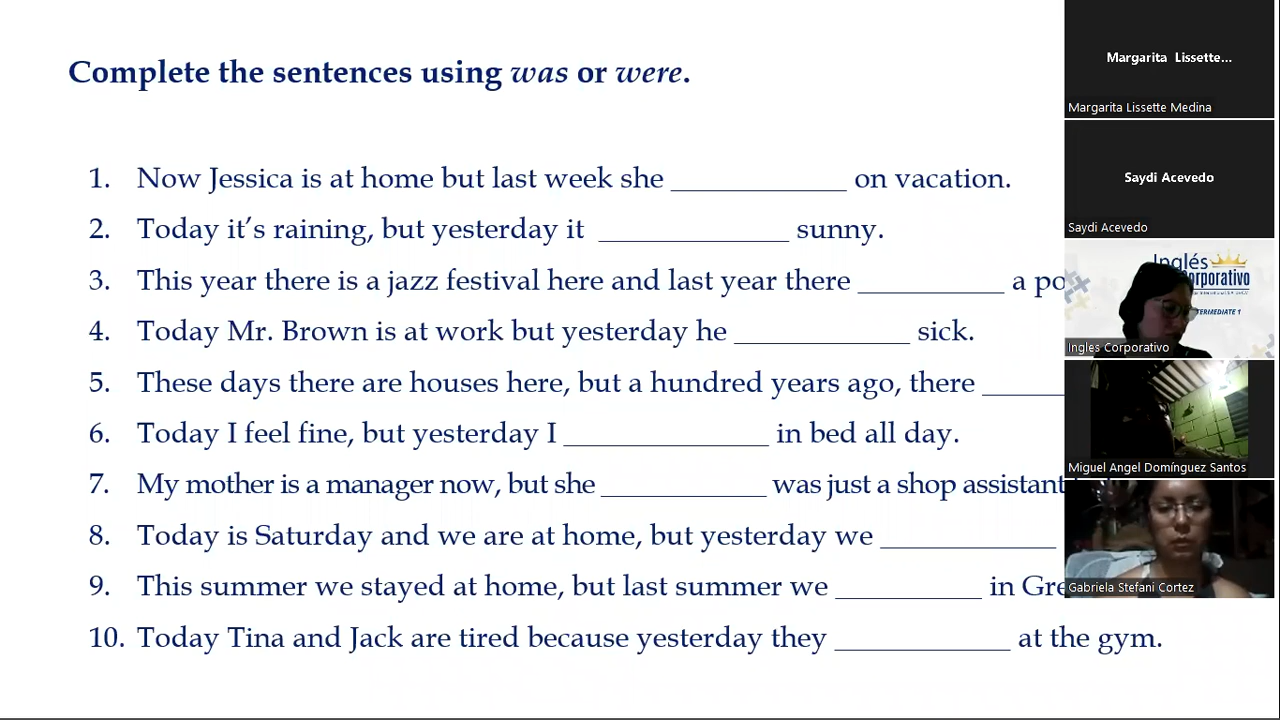 Complete the sentences using was or were.
1. Now Jessica is at home but last week she ____________ on vacation.
2. Today it’s raining, but yesterday it _____________ sunny.
3. This year there is a jazz festival here and last year there __________ a
4. Today Mr. Brown is at work but yesterday he ____________ sick.
5. These days there are houses here, but a hundred years ago, there ______
6. Today I feel fine, but yesterday I ______________ in bed all day.
7. My mother is a manager now, but she ____________ was just a shop assistant
8. Today is Saturday and we are at home, but yesterday we ____________
9. This summer we stayed at home, but last summer we __________ in
10. Today Tina and Jack are tired because yesterday they ____________ at the gym.
Margarita Lissette...
Margarita Lissette Medina
Saydi Acevedo
Saydi Acevedo
Inglés
Ingles Corporativo
Miguel Angel Domínguez Santos
Gabriela Stefani Cortez